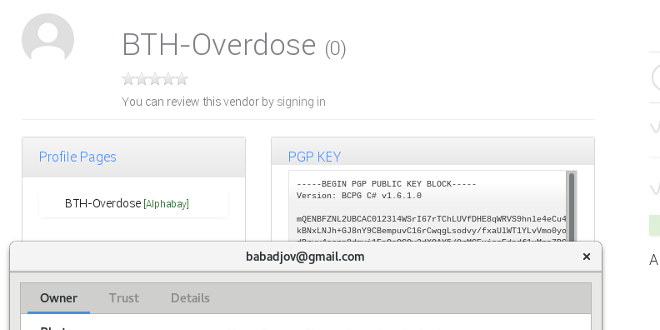 BTH-Overdose (0)
You can review this vendor by signing in
Profile Pages
BTH-Overdose [Alphabay]
PGP KEY
-----BEGIN PGP PUBLIC KEY BLOCK-----
Version: BCPG C# v1.6.1.0
mQENBFZNL2UBCAC0123l4WSrI67rTChLUVfDHE8qWRVS9hnle4eCu4
kBNxLNJh+GJ8nY9CBempuvC16rCwqgLsodvy/fxaUlWT1YLvVmo0yo
babadjov@gmail.com
Owner
Trust
Details